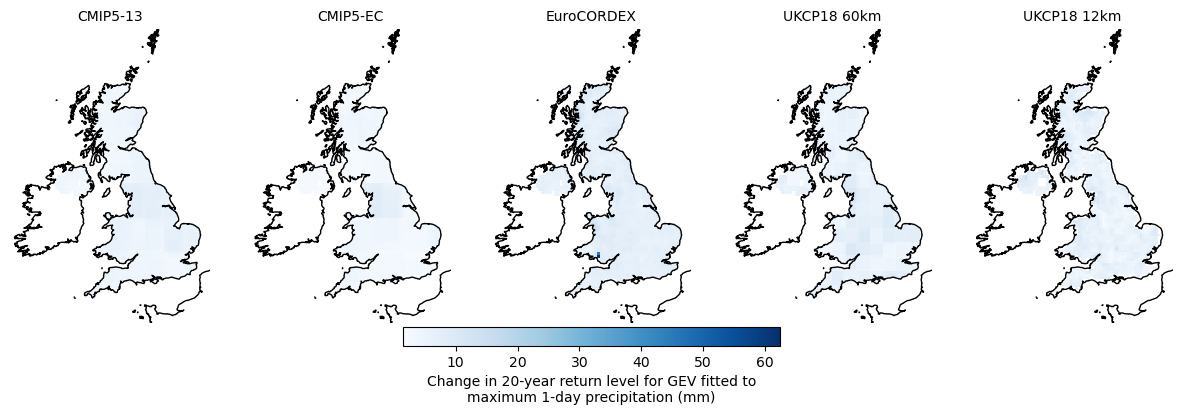 CMIP5-13
CMIP5-EC
EuroCORDEX
UKCP18 60km
UKCP18 12km
10 20 30 40 50 60
Change in 20-year return level for GEV fitted to
maximum 1-day precipitation (mm)